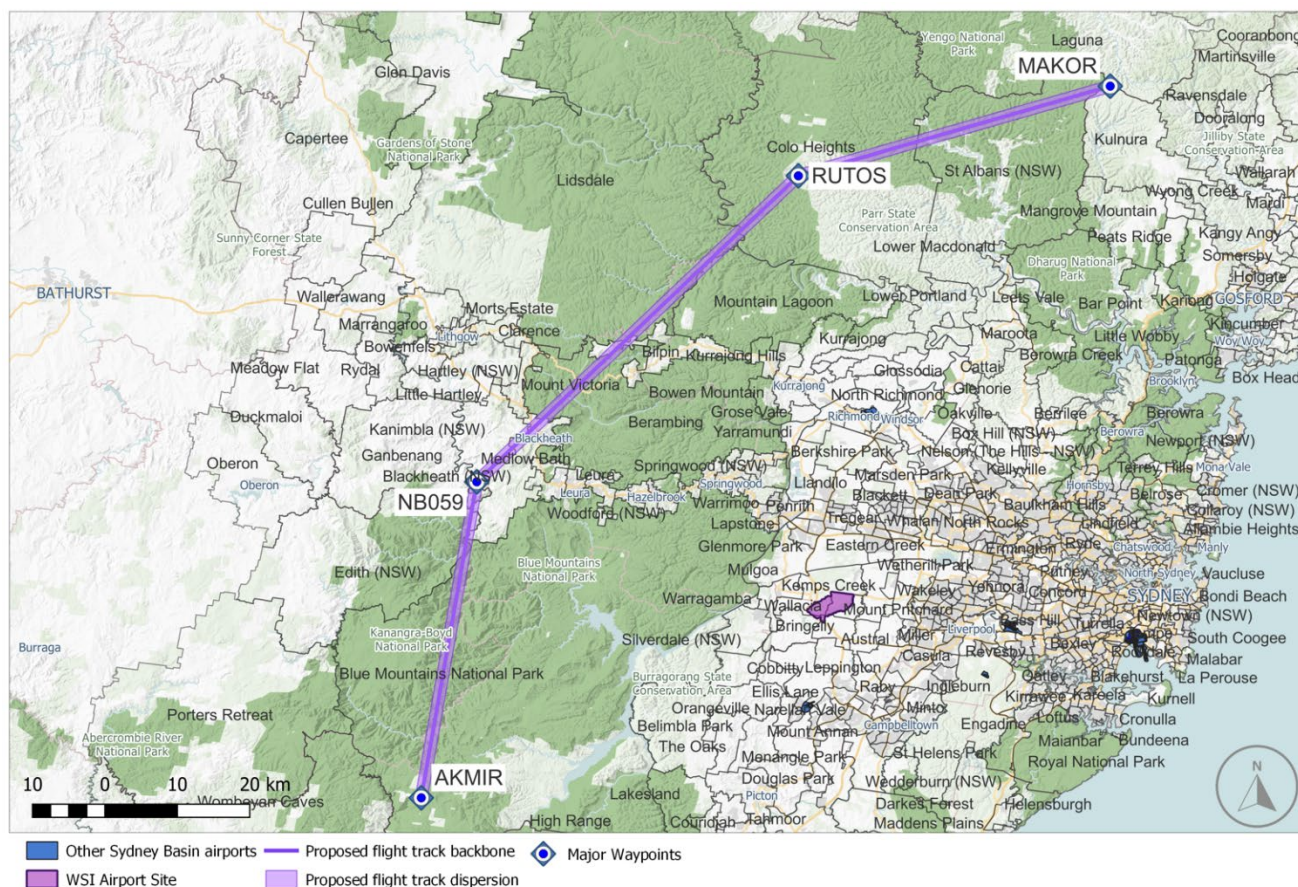 Yengo National
Park
Laguna
Cooranbong
Martinsville
MAKOR
Glen Davis
Ravensdale
Dooralong
Jilliby State
Conservation Area
Capertee
Gardens of Stone
National Park
Kulnura
Colo Heights
RUTOS
St Albans (NSW)
Wallarah
Lidsdale
Wyong Creek
Mardi
Cullen Bullen
Parr State
Conservation Area
Mangrove Mountain
Sunny Corner State
Forest
Lower Macdonald
Peats Ridge
Kangy Angy
Somersby
Dharug National
Park
Holgate
BATHURST
Wallerawang
Morts Estate
Mountain Lagoon
Lower Portland
Leets Vale
Bar Point
Kariong
GOSFORD
Marrangaroo
Clarence
Kurrajong
Maroota
Little Wobby
Kincumber
Woy Woy
Lithgow
Bowenfels
Bilpin
Kurrajong Hills
Berowra Creek
Patonga
Meadow Flat
Rydal
Hartley (NSW)
Glossodia
Cattai
Brooklyn
Box Head
Mount Victoria
Kurrajong
Glenorie
Little Hartley
Bowen Mountain
North Richmond
Duckmaloi
Grose Vale
Richmond
Windsor
Oakville
Berrilee
Berowra
Kanimbla (NSW)
Berambing
Yarramundi
Box Hill (NSW)
Berowra
Newport (NSW)
Blackheath
Ganbenang
Medlow Bath
Berkshire Park
Nelson (The Hills - NSW)
Oberon
Blackheath (NSW)
Leura
Springwood (NSW)
Marsden Park
Kellyville
Terrey Hills
Mona Vale
Oberon
NB059
Leura
Hazelbrook
Springwood
Llandilo
Hornsby
Belrose
Cromer (NSW)
Woodford (NSW)
Warrimoo
Penrith
Blackett
Dean Park
Baulkham Hills
Collaroy (NSW)
Lapstone
Tregear
Whalan
North Rocks
Lindfield
Allambie Heights
Glenmore Park
Eastern Creek
Ermington
Ryde
Chatswood
Manly
Edith (NSW)
Blue Mountains
National Park
Mulgoa
Wetherill Park
Putney
North Sydney
Vaucluse
Kemps Creek
Yennora
Concord
Warragamba
Wallacia
Wakeley
SYDNEY
Bondi Beach
Kanangra-Boyd
National Park
Mount Pritchard
Bass Hill
Turrella
Newtown (NSW)
Burraga
Silverdale (NSW)
Bringelly
Austral
Miller
Liverpool
Bexley
South Coogee
Revesby
Rockdale
Malabar
Blue Mountains National Park
Burragorang State
Conservation Area
Cobbitty
Leppington
Casula
Oatley
Blakehurst
La Perouse
Ellis Lane
Raby
Ingleburn
Kirrawee
Kareela
Kurnell
Porters Retreat
Orangeville
Narellan Vale
Minto
Loftus
Cronulla
Abercrombie River
National Park
Belimbla Park
Mount Annan
Campbelltown
Engadine
Maianbar
Bundeena
The Oaks
Menangle Park
St Helens Park
Royal National Park
10 0 10 20 km
AKMIR
Douglas Park
Wedderburn (NSW)
Wombeyan Caves
Lakesland
Picton
Darkes Forest
Helensburgh
High Range
Couridjah
Tahmoor
Maddens Plains
N
Other Sydney Basin airports
Proposed flight track backbone
Major Waypoints
WSI Airport Site
Proposed flight track dispersion